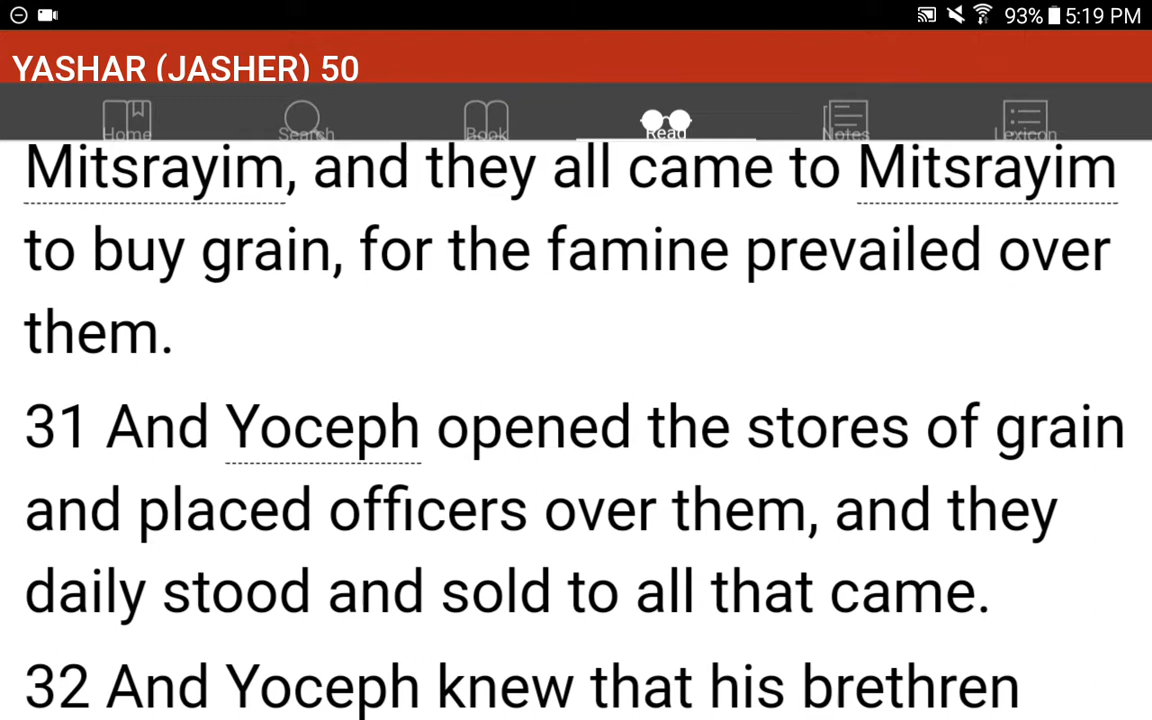 93% 5:19 PM
YASHAR (JASHER) 50
Home Search Book Read Notes Lexicon
Mitsrayim, and they all came to Mitsrayim
to buy grain, for the famine prevailed over
them.
31 And Yoceph opened the stores of grain
and placed officers over them, and they
daily stood and sold to all that came.
32 And Yoceph knew that his brethren